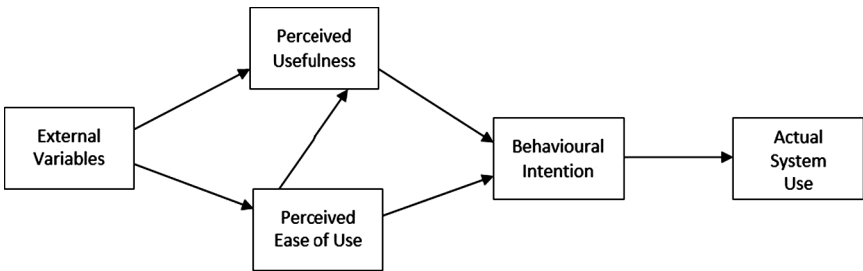 Perceived
Usefulness
External
Variables
Perceived
Ease of Use
Behavioural
Intention
Actual
System
Use